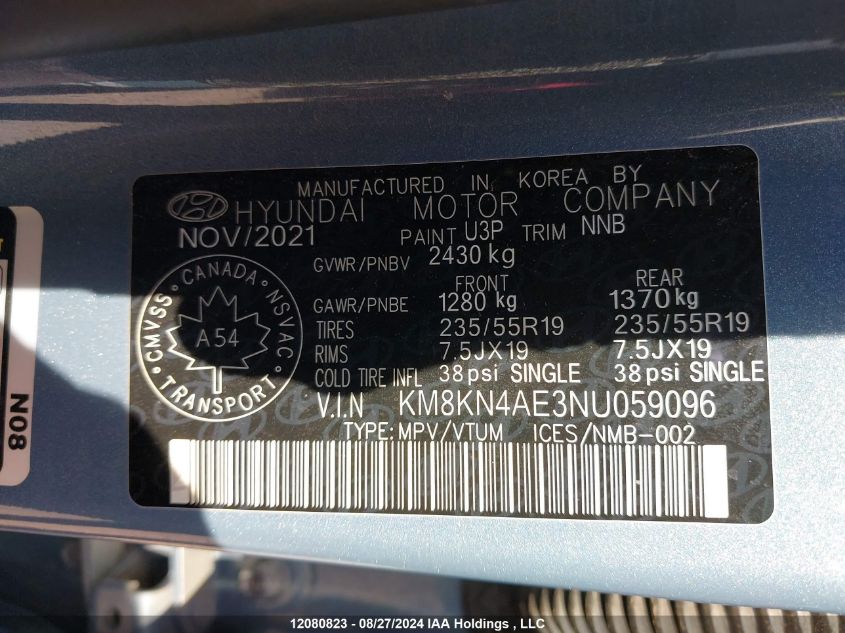 MANUFACTURED IN KOREA BY
HYUNDAI MOTOR COMPANY
NOV/2021 PAINT U3P TRIM NNB
GVWR/PNBV 2430 kg
FRONT REAR
GAWR/PNBE 1280 kg 1370 kg
TIRES 235/55R19 235/55R19
RIMS 7.5JX19 7.5JX19
COLD TIRE INFL 38psi SINGLE 38psi SINGLE
V.I.N KM8KN4AE3NU059096
TYPE:MPV/VTUM ICES/NMB-002
CANADA
CMVSS NSVAC
A 54
TRANSPORT
N08
12080823 - 08/27/2024 IAA Holdings , LLC